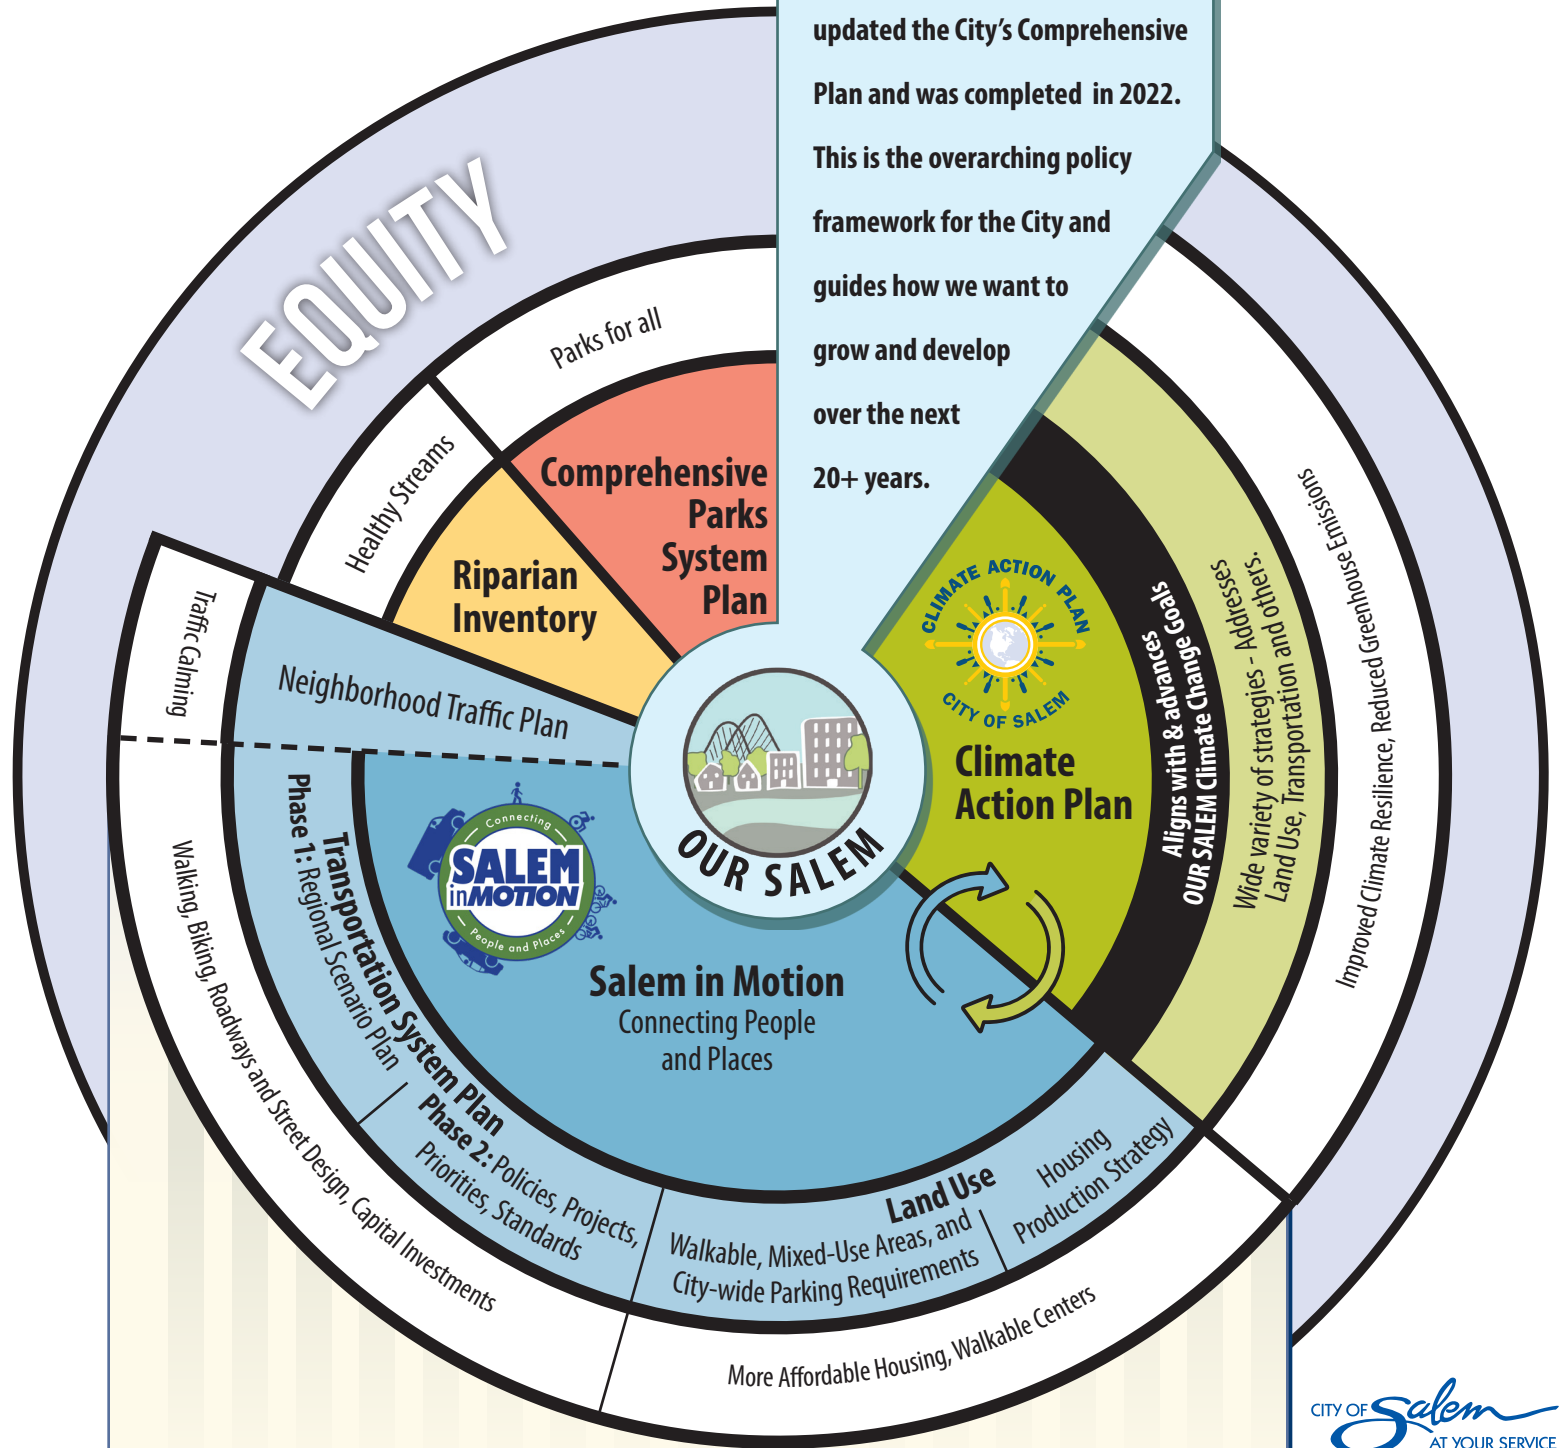 updated the City's Comprehensive
Plan and was completed in 2022.
This is the overarching policy
framework for the City and
guides how we want to
grow and develop
over the next
20+ years.
EQUITY
Parks for all
Healthy Streams
Comprehensive
Parks
System
Plan
Riparian
Inventory
Traffic Calming
Neighborhood Traffic Plan
OUR SALEM
CLIMATE ACTION PLAN
CITY OF SALEM
Climate
Action Plan
Aligns with & advances
OUR SALEM Climate Change Goals
Wide variety of strategies - Addresses
Land Use, Transportation and others.
Improved Climate Resilience, Reduced Greenhouse Emissions
Connecting
SALEM
in MOTION
People and Places
Salem in Motion
Connecting People
and Places
Transportation System Plan
Phase 1: Regional Scenario Plan
Phase 2: Policies, Projects,
Priorities, Standards
Walking, Biking, Roadways and Street Design, Capital Investments
Land Use
Walkable, Mixed-Use Areas, and
City-wide Parking Requirements
Housing
Production Strategy
More Affordable Housing, Walkable Centers
CITY OF Salem
AT YOUR SERVICE